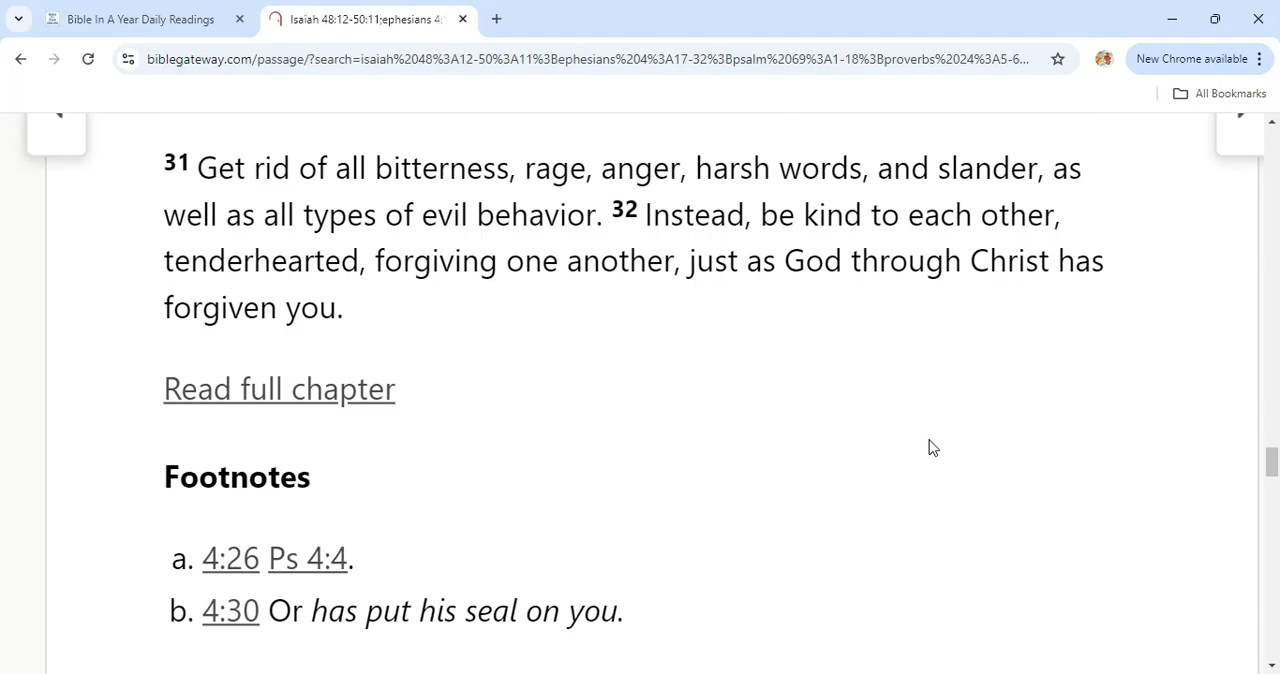 Bible In A Year Daily Readings
Isaiah 48:12-50:11;ephesians 4:
biblegateway.com/passage/?search=isaiah%2048%3A12-50%3A11%3Bephesians%204%3A17-32%3Bpsalm%2069%3A1-18%3Bproverbs%2024%3A5-6...
New Chrome available
All Bookmarks
31 Get rid of all bitterness, rage, anger, harsh words, and slander, as
well as all types of evil behavior. 32 Instead, be kind to each other,
tenderhearted, forgiving one another, just as God through Christ has
forgiven you.
Read full chapter
Footnotes
a. 4:26 Ps 4:4.
b. 4:30 Or has put his seal on you.